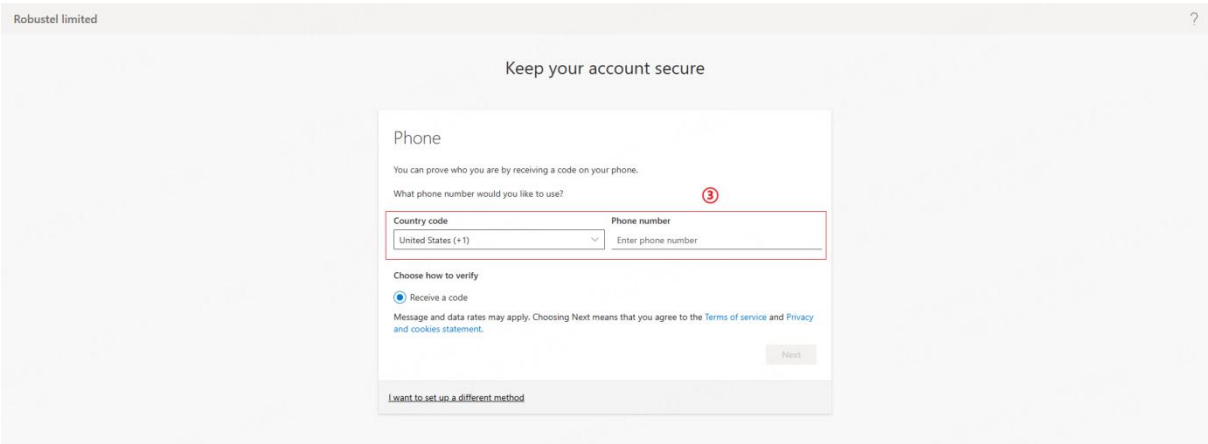 Robustel limited
?
Keep your account secure
Phone
You can prove who you are by receiving a code on your phone.
What phone number would you like to use?
③
Country code Phone number
United States (+1) Enter phone number
Choose how to verify
Receive a code
Message and data rates may apply. Choosing Next means that you agree to the Terms of service and Privacy
and cookies statement.
Next
I want to set up a different method